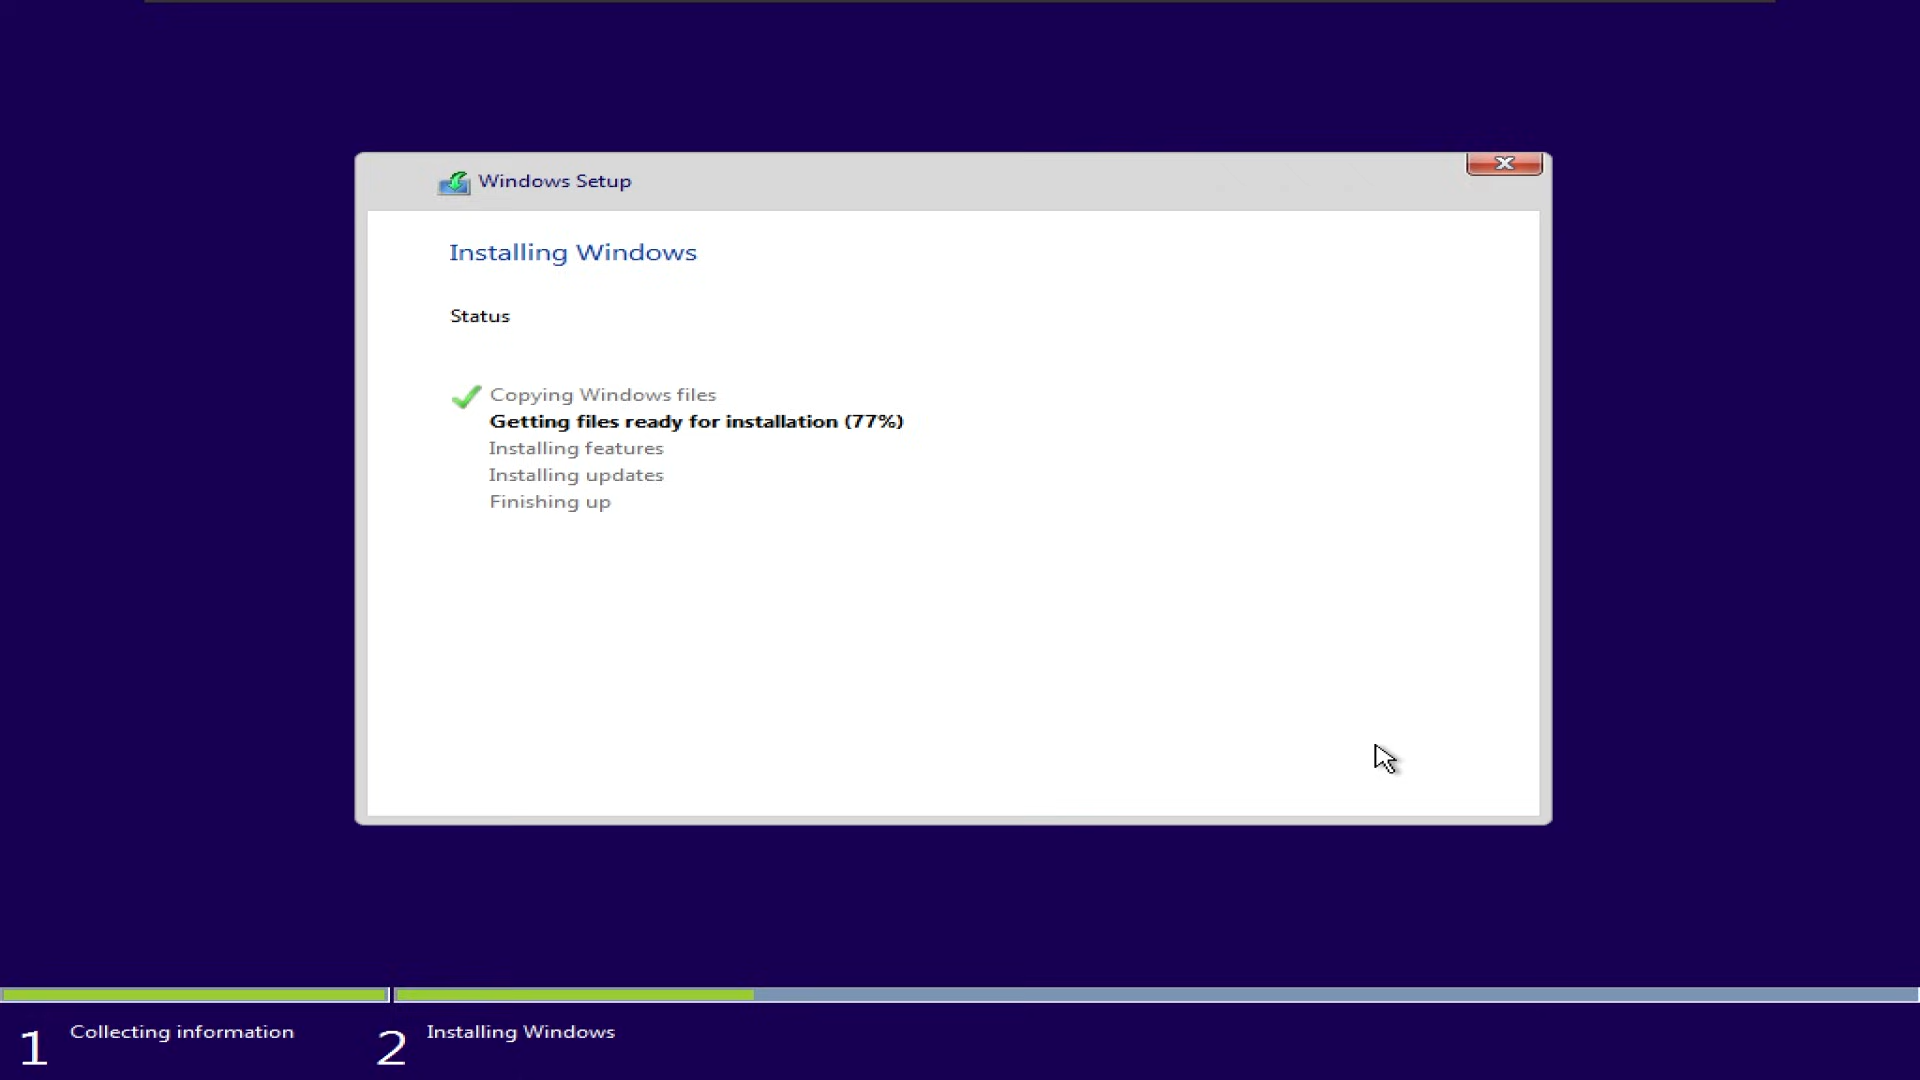 Windows Setup
Installing Windows
Status
Copying Windows files
Getting files ready for installation (77%)
Installing features
Installing updates
Finishing up
1 Collecting information
2 Installing Windows